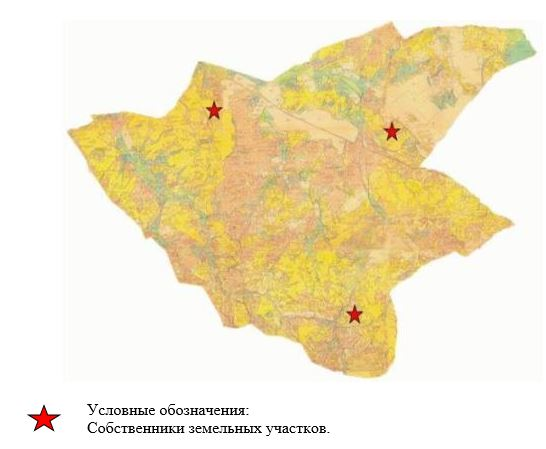 Условные обозначения:
Собственники земельных участков.